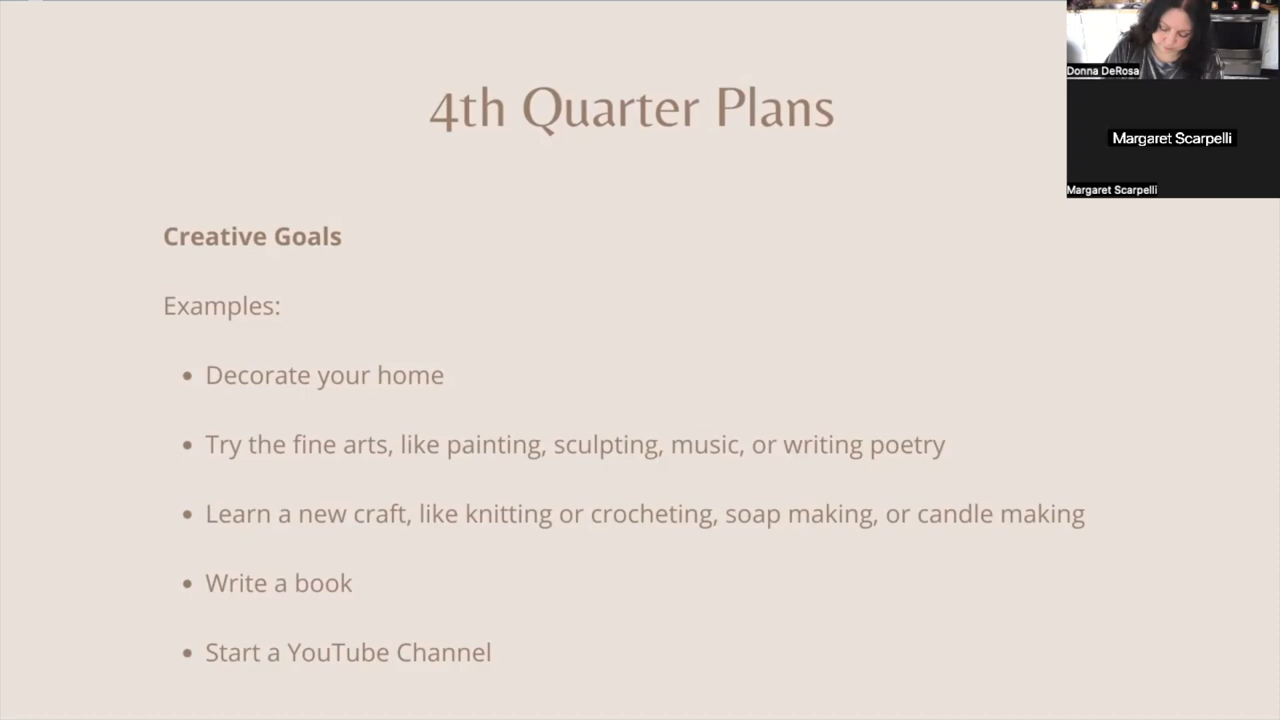 4th Quarter Plans
Donna DeRosa
Margaret Scarpelli
Margaret Scarpelli
Creative Goals
Examples:
• Decorate your home
• Try the fine arts, like painting, sculpting, music, or writing poetry
• Learn a new craft, like knitting or crocheting, soap making, or candle making
• Write a book
• Start a YouTube Channel